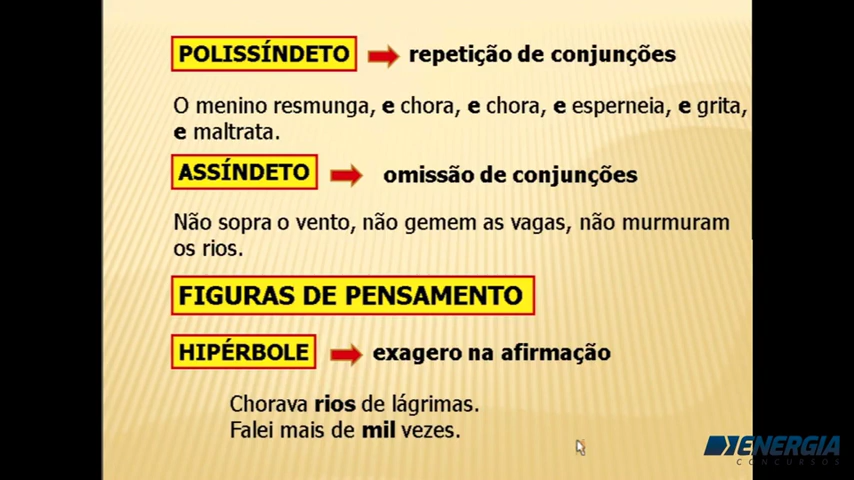 POLISSÍNDETO repetição de conjunções
O menino resmunga, e chora, e chora, e esperneia, e grita,
e maltrata.
ASSÍNDETO omissão de conjunções
Não sopra o vento, não gemem as vagas, não murmuram
os rios.
FIGURAS DE PENSAMENTO
HIPÉRBOLE exagero na afirmação
Chorava rios de lágrimas.
Falei mais de mil vezes.
ENERGIA
CONCURSOS